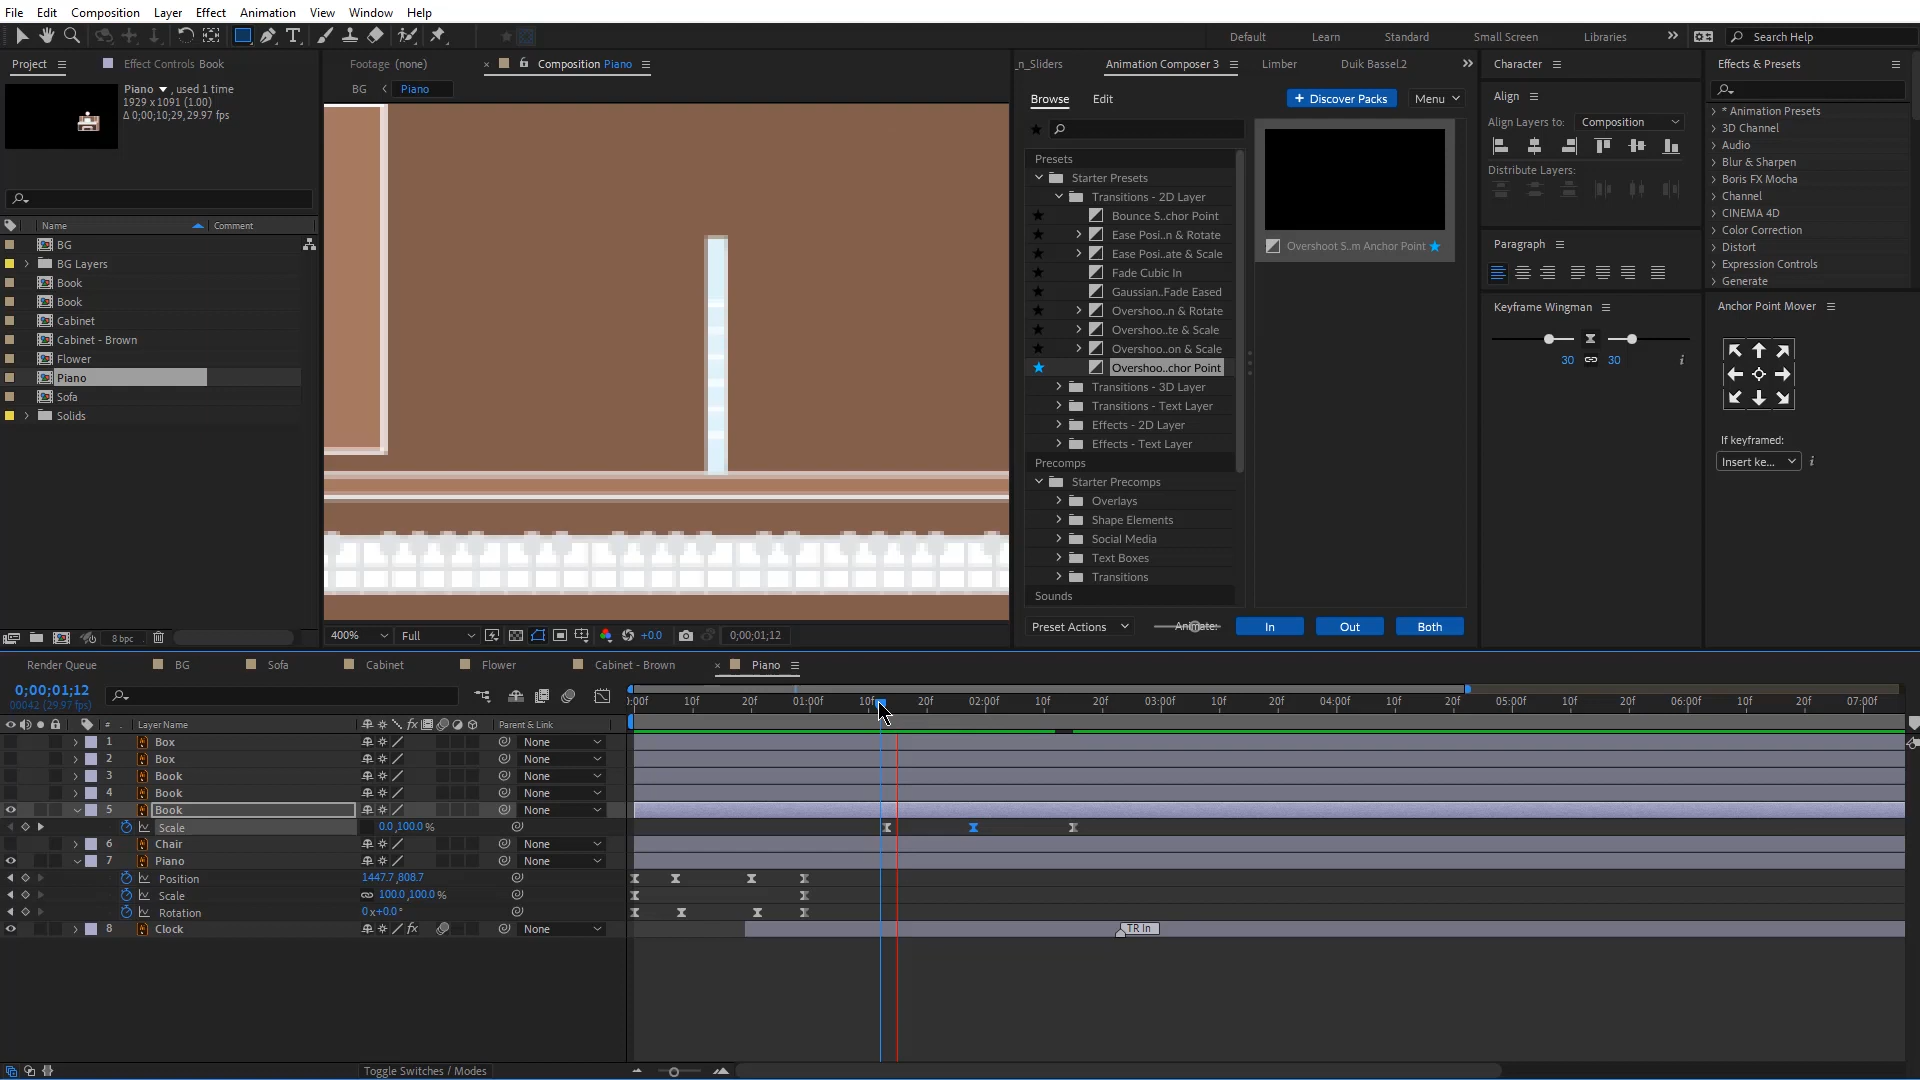 File Edit Composition Layer Effect Animation View Window Help
Default Learn Standard Small Screen Libraries Search Help
Project Effect Controls Book
Piano , used 1 time
1929 x 1091 (1.00)
Δ 0;00;10;29, 29.97 fps
Name Comment
BG
BG Layers
Book
Book
Cabinet
Cabinet - Brown
Flower
Piano
Sofa
Solids
8 bpc
Footage (none) Composition Piano
BG Piano
400% Full +0.0 0;00;01;12
_n_Sliders Animation Composer 3 Limber Duik Bassel.2
Browse Edit + Discover Packs Menu
Presets
Starter Presets
Transitions - 2D Layer
Bounce S..chor Point
Ease Posi..n & Rotate
Ease Posi..ate & Scale
Fade Cubic In
Gaussian..Fade Eased
Overshoo..n & Rotate
Overshoo..te & Scale
Overshoo..on & Scale
Overshoo..chor Point
Transitions - 3D Layer
Transitions - Text Layer
Effects - 2D Layer
Effects - Text Layer
Precomps
Starter Precomps
Overlays
Shape Elements
Social Media
Text Boxes
Transitions
Sounds
Overshoot S..m Anchor Point
Preset Actions Animate: In Out Both
Character
Align
Align Layers to: Composition
Distribute Layers:
Paragraph
Keyframe Wingman
30 30 i
Effects & Presets
* Animation Presets
3D Channel
Audio
Blur & Sharpen
Boris FX Mocha
Channel
CINEMA 4D
Color Correction
Distort
Expression Controls
Generate
Anchor Point Mover
If keyframed:
Insert ke... i
Render Queue BG Sofa Cabinet Flower Cabinet - Brown Piano
0;00;01;12
00042 (29.97 fps)
:00f 10f 20f 01:00f 10f 20f 02:00f 10f 20f 03:00f 10f 20f 04:00f 10f 20f 05:00f 10f 20f 06:00f 10f 20f 07:00f
# Layer Name fx Parent & Link
1 Box None
2 Box None
3 Book None
4 Book None
5 Book None
Scale 0.0,100.0 %
6 Chair None
7 Piano None
Position 1447.7,808.7
Scale 100.0,100.0 %
Rotation 0x+0.0°
8 Clock fx None TR In
Toggle Switches / Modes